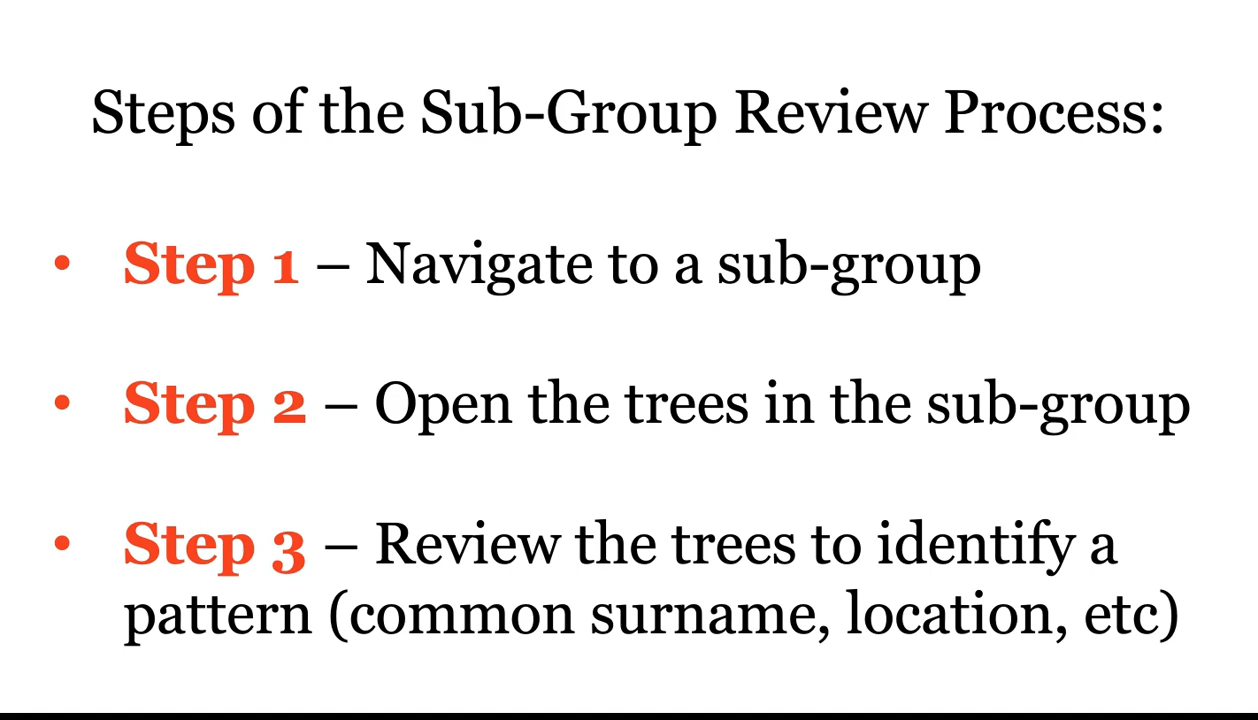 Steps of the Sub-Group Review Process:
• Step 1 – Navigate to a sub-group
• Step 2 – Open the trees in the sub-group
• Step 3 – Review the trees to identify a
pattern (common surname, location, etc)